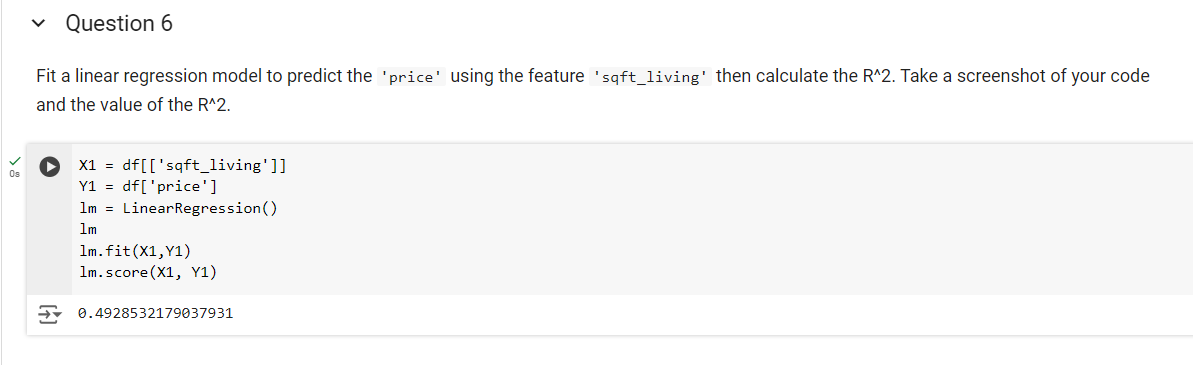 Question 6
Fit a linear regression model to predict the 'price' using the feature 'sqft_living' then calculate the R^2. Take a screenshot of your code
and the value of the R^2.
0s
X1 = df[['sqft_living']]
Y1 = df['price']
lm = LinearRegression()
lm
lm.fit(X1,Y1)
lm.score(X1, Y1)
0.4928532179037931